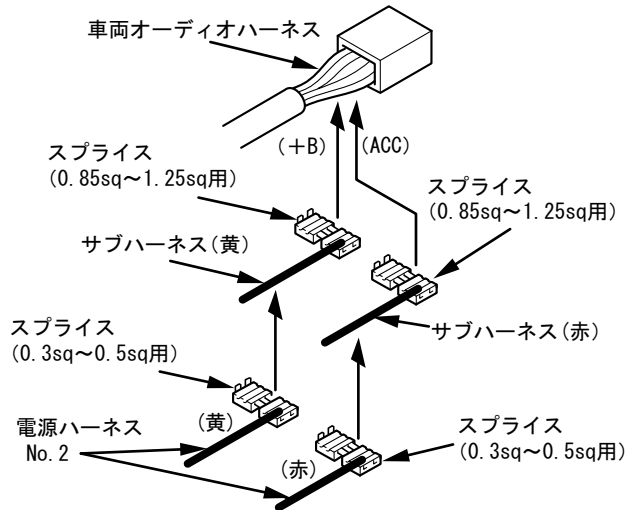 車両オーディオハーネス
(+B)
(ACC)
スプライス
(0.85sq～1.25sq用)
スプライス
(0.85sq～1.25sq用)
サブハーネス(黄)
サブハーネス(赤)
スプライス
(0.3sq～0.5sq用)
電源ハーネス
No.2
(黄)
(赤)
スプライス
(0.3sq～0.5sq用)